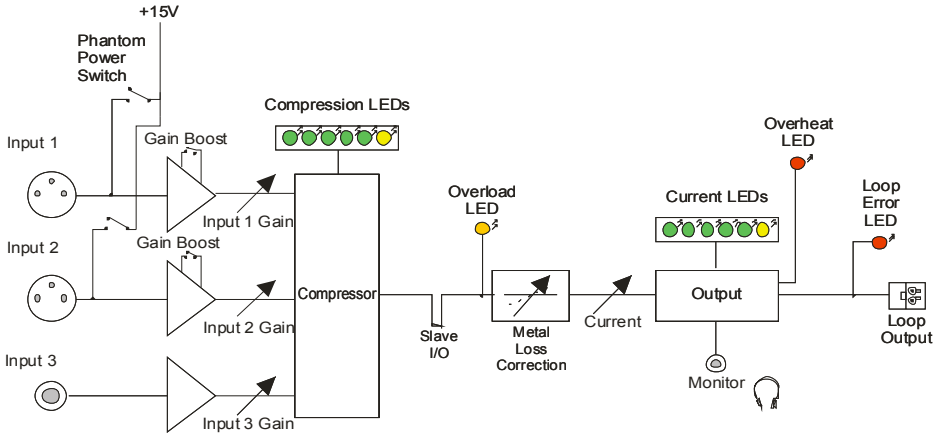 +15V
Phantom
Power
Switch
Compression LEDs
Input 1
Gain Boost
Input 1 Gain
Overload
LED
Overheat
LED
Current LEDs
Loop
Error
LED
Input 2
Gain Boost
Input 2 Gain
Compressor
Slave
I/O
Metal
Loss
Correction
Current
Output
Loop
Output
Input 3
Input 3 Gain
Monitor